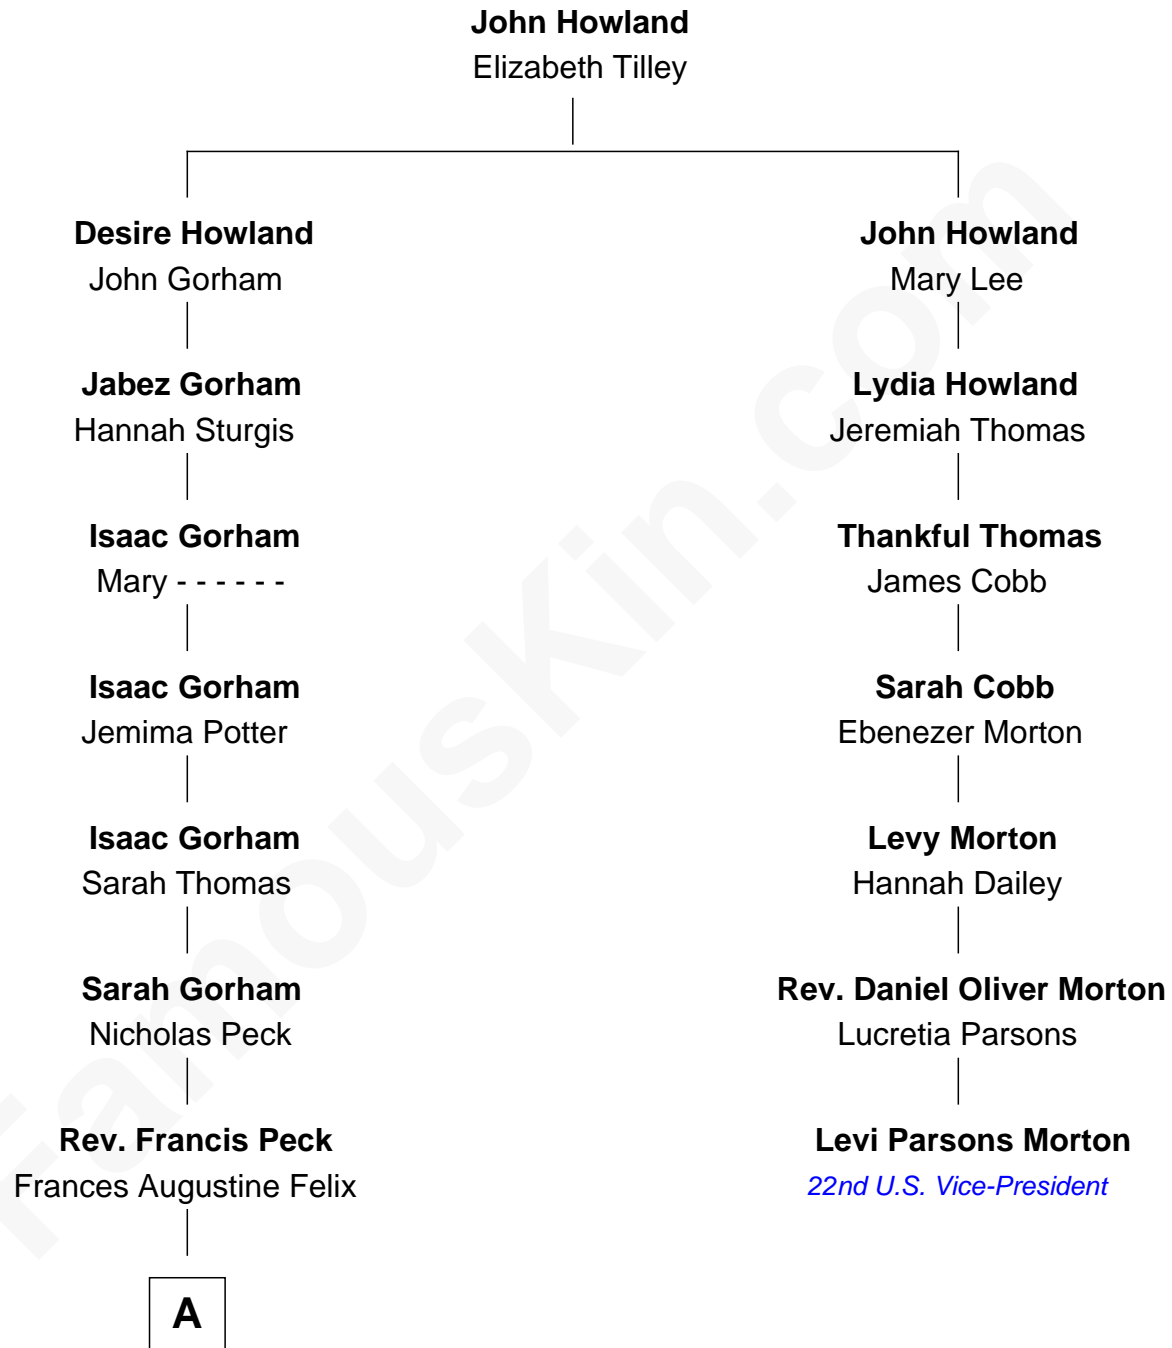 John Howland
Elizabeth Tilley
Desire Howland
John Gorham
John Howland
Mary Lee
Jabez Gorham
Hannah Sturgis
Lydia Howland
Jeremiah Thomas
Isaac Gorham
Mary - - - - - -
Thankful Thomas
James Cobb
Isaac Gorham
Jemima Potter
Sarah Cobb
Ebenezer Morton
Isaac Gorham
Sarah Thomas
Levy Morton
Hannah Dailey
Sarah Gorham
Nicholas Peck
Rev. Daniel Oliver Morton
Lucretia Parsons
Rev. Francis Peck
Frances Augustine Felix
Levi Parsons Morton
22nd U.S. Vice-President
A
FamousKin.com